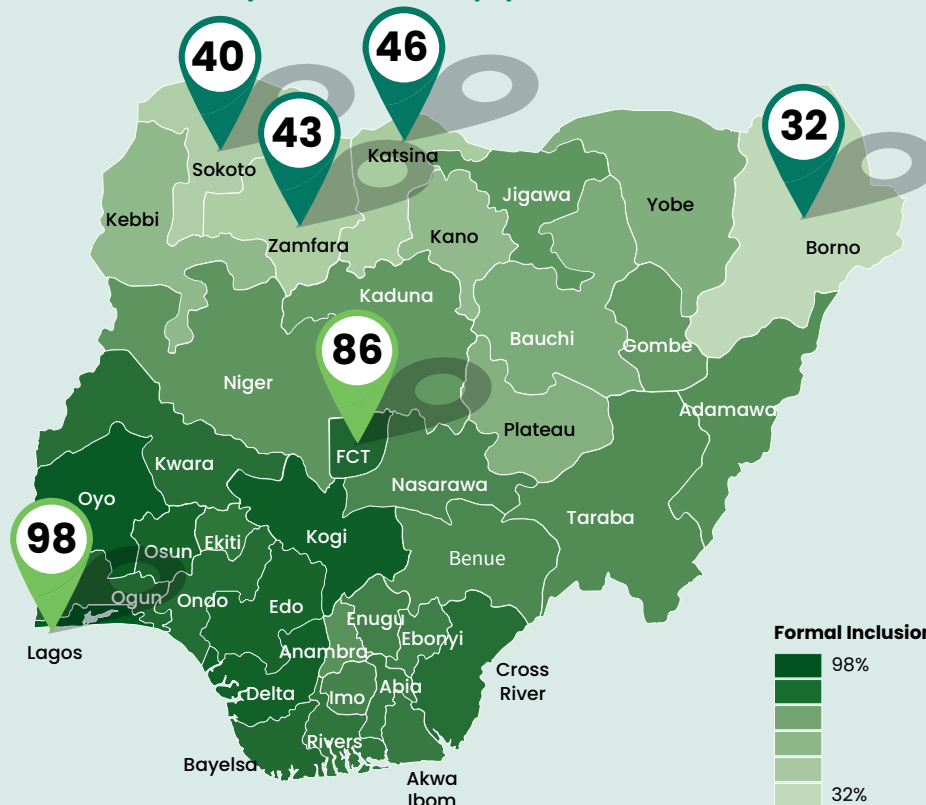 40
46
43
32
Sokoto
Katsina
Kebbi
Jigawa
Yobe
Zamfara
Kano
Borno
Kaduna
86
Bauchi
Gombe
Niger
Adamawa
Plateau
FCT
Kwara
Nasarawa
Oyo
Taraba
98
Osun
Ekiti
Kogi
Benue
Ogun
Ondo
Edo
Enugu
Ebonyi
Lagos
Anambra
Cross
River
Delta
Imo
Abia
Rivers
Bayelsa
Akwa
Ibom
Formal Inclusion
98%
32%